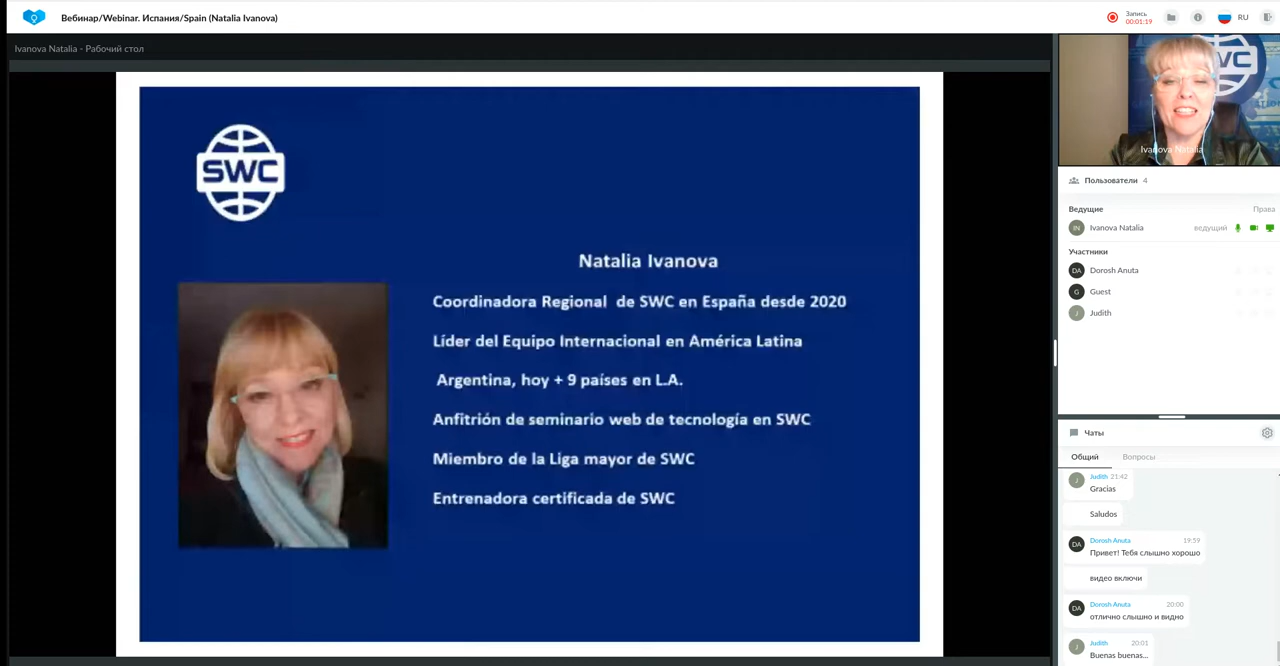 Вебинар/Webinar. Испания/Spain (Natalia Ivanova)
Запись
00:01:19
RU
Ivanova Natalia - Рабочий стол
SWC
Natalia Ivanova
Coordinadora Regional de SWC en España desde 2020
Líder del Equipo Internacional en América Latina
Argentina, hoy + 9 países en L.A.
Anfitrión de seminario web de tecnología en SWC
Miembro de la Liga mayor de SWC
Entrenadora certificada de SWC
WC
Ivanova Natalia
Пользователи 4
Ведущие Права
IN Ivanova Natalia ведущий
Участники
DA Dorosh Anuta
G Guest
J Judith
Чаты
Общий Вопросы
J Judith 21:42
Gracias
Saludos
DA Dorosh Anuta 19:59
Привет! Тебя слышно хорошо
видео включи
DA Dorosh Anuta 20:00
отлично слышно и видно
J Judith 20:01
Buenas buenas...